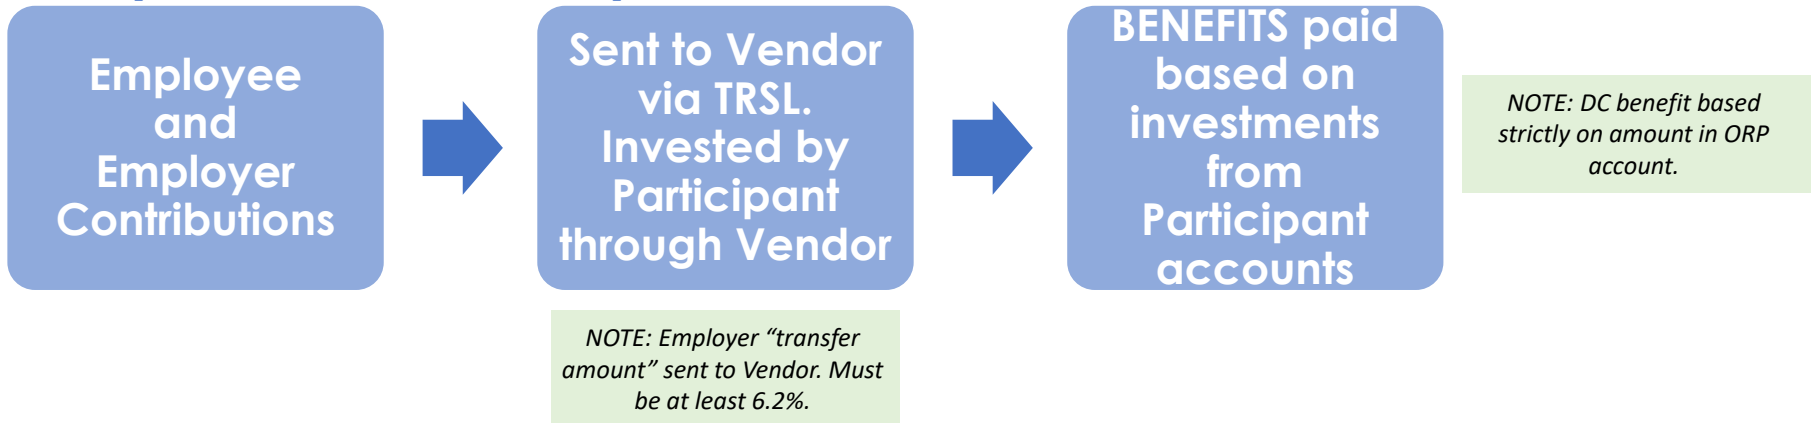 Employee
and
Employer
Contributions
Sent to Vendor
via TRSL.
Invested by
Participant
through Vendor
NOTE: Employer “transfer
amount” sent to Vendor. Must
be at least 6.2%.
BENEFITS paid
based on
investments
from
Participant
accounts
NOTE: DC benefit based
strictly on amount in ORP
account.